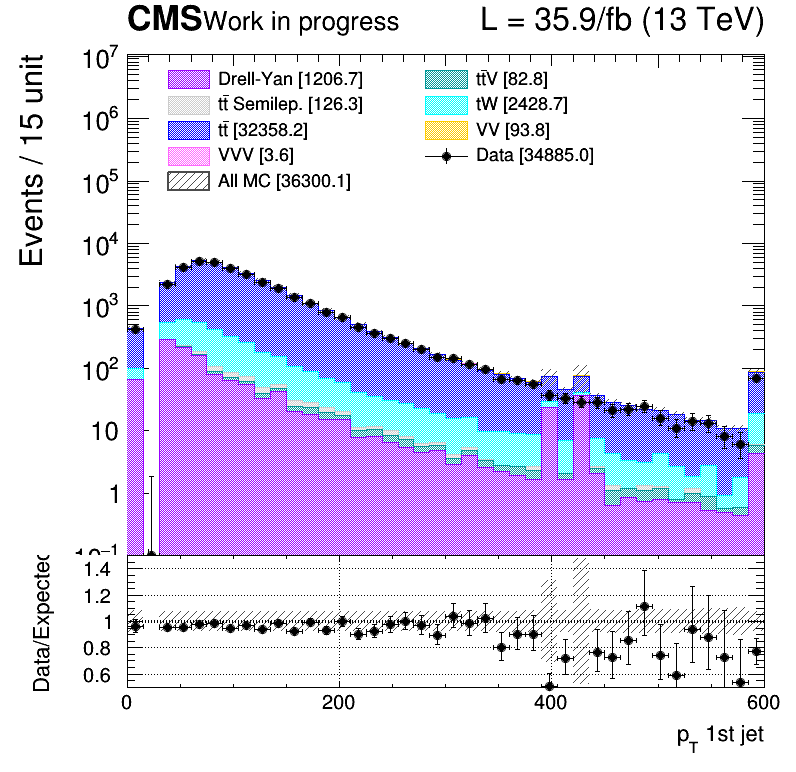 CMS Work in progress L = 35.9/fb (13 TeV)
Events / 15 unit
10⁷
10⁶
10⁵
10⁴
10³
10²
10
1
10⁻¹
Drell-Yan [1206.7]
tt̄ Semilep. [126.3]
tt̄ [32358.2]
VVV [3.6]
All MC [36300.1]
tt̄V [82.8]
tW [2428.7]
VV [93.8]
Data [34885.0]
Data/Expected
1.4
1.2
1
0.8
0.6
0 200 400 600
p_T 1st jet